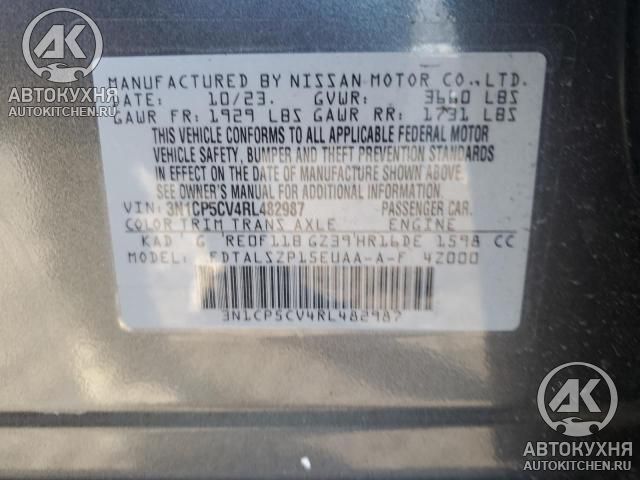 АК
АВТОКУХНЯ
AUTOKITCHEN.RU
MANUFACTURED BY NISSAN MOTOR CO., LTD.
DATE: 10/23. GVWR: 3660 LBS
GAWR FR: 1929 LBS GAWR RR: 1731 LBS
THIS VEHICLE CONFORMS TO ALL APPLICABLE FEDERAL MOTOR
VEHICLE SAFETY, BUMPER AND THEFT PREVENTION STANDARDS
IN EFFECT ON THE DATE OF MANUFACTURE SHOWN ABOVE.
SEE OWNER'S MANUAL FOR ADDITIONAL INFORMATION.
VIN: 3N1CP5CV4RL482987 PASSENGER CAR.
COLOR TRIM TRANS AXLE ENGINE
KAD G RE0F11B GZ39 HR16DE 1598 CC
MODEL: FDTALSZP15EUAA-A-F 4Z000
3N1CP5CV4RL482987
АК
АВТОКУХНЯ
AUTOKITCHEN.RU